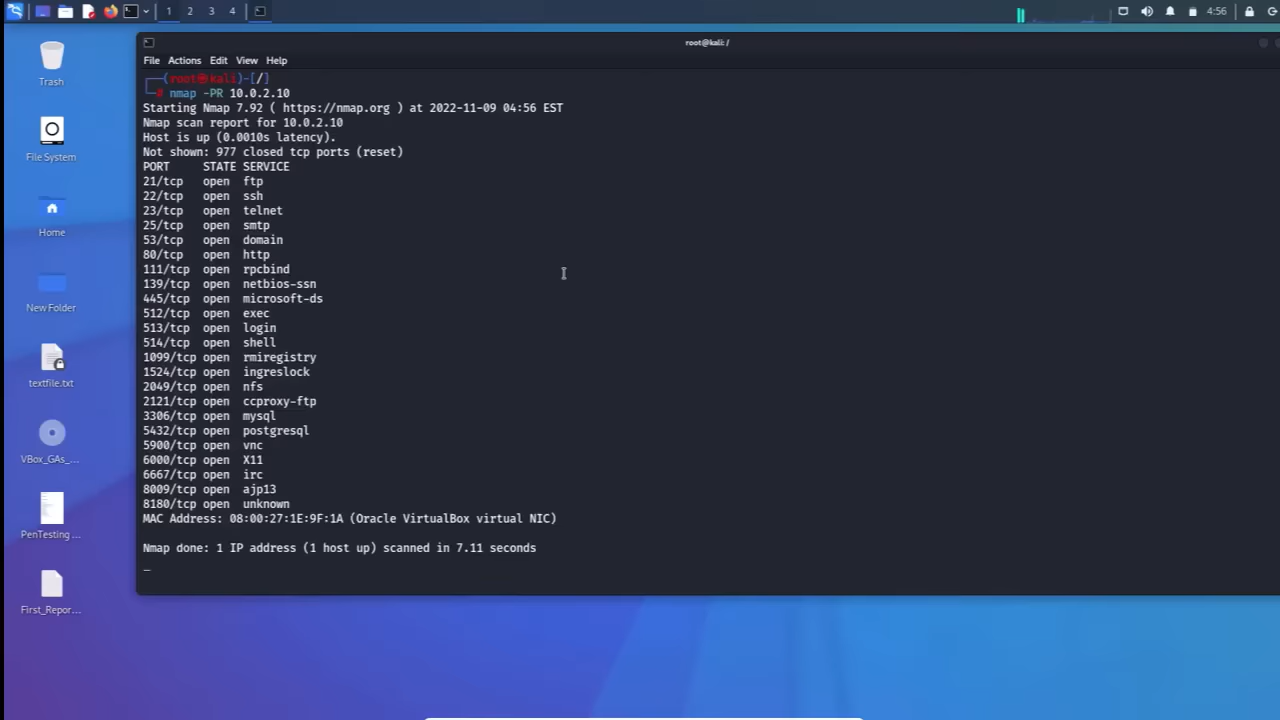 1 2 3 4
4:56
root@kali: /
File Actions Edit View Help
Trash
File System
Home
New Folder
textfile.txt
VBox_GAs_...
PenTesting ...
First_Repor...
┌──(root㉿kali)-[/]
└─# nmap -PR 10.0.2.10
Starting Nmap 7.92 ( https://nmap.org ) at 2022-11-09 04:56 EST
Nmap scan report for 10.0.2.10
Host is up (0.0010s latency).
Not shown: 977 closed tcp ports (reset)
PORT     STATE SERVICE
21/tcp   open  ftp
22/tcp   open  ssh
23/tcp   open  telnet
25/tcp   open  smtp
53/tcp   open  domain
80/tcp   open  http
111/tcp  open  rpcbind
139/tcp  open  netbios-ssn
445/tcp  open  microsoft-ds
512/tcp  open  exec
513/tcp  open  login
514/tcp  open  shell
1099/tcp open  rmiregistry
1524/tcp open  ingreslock
2049/tcp open  nfs
2121/tcp open  ccproxy-ftp
3306/tcp open  mysql
5432/tcp open  postgresql
5900/tcp open  vnc
6000/tcp open  X11
6667/tcp open  irc
8009/tcp open  ajp13
8180/tcp open  unknown
MAC Address: 08:00:27:1E:9F:1A (Oracle VirtualBox virtual NIC)
Nmap done: 1 IP address (1 host up) scanned in 7.11 seconds